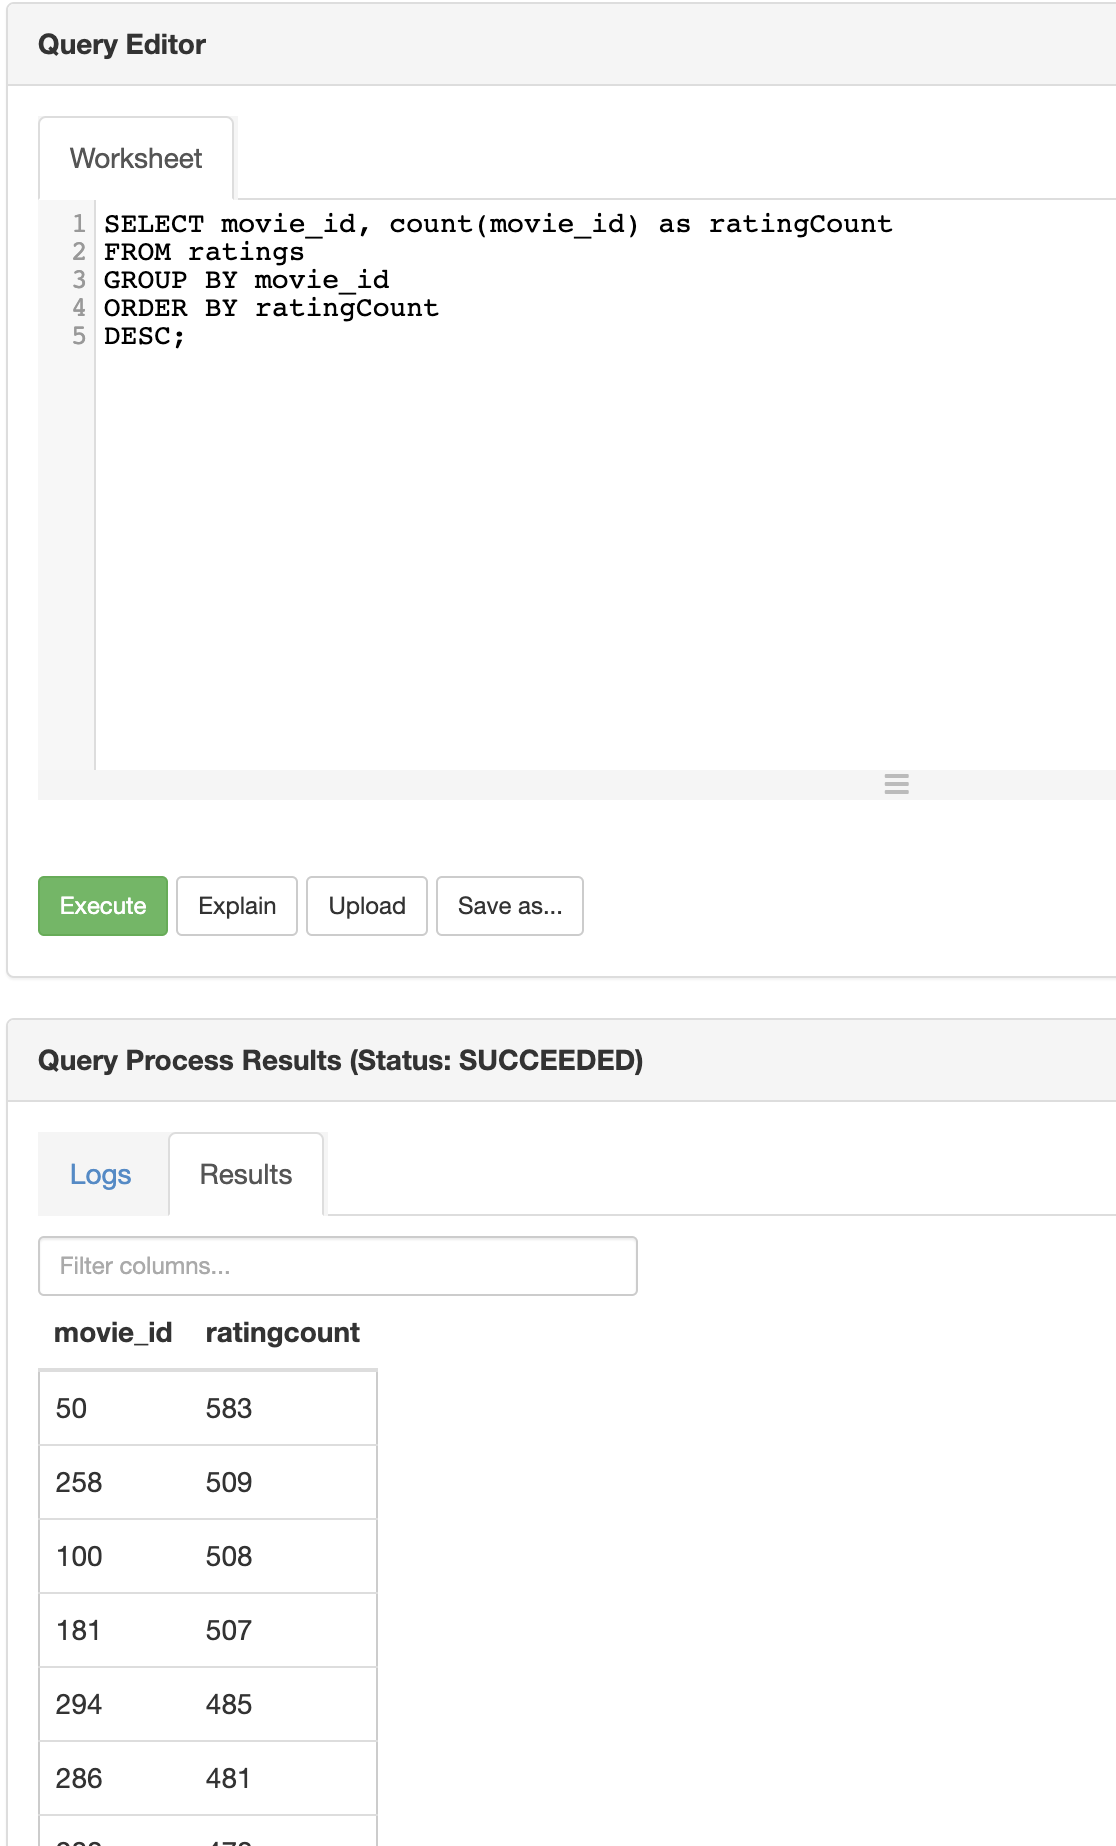 Query Editor
Worksheet
1 SELECT movie_id, count(movie_id) as ratingCount
2 FROM ratings
3 GROUP BY movie_id
4 ORDER BY ratingCount
5 DESC;
Execute Explain Upload Save as...
Query Process Results (Status: SUCCEEDED)
Logs Results
Filter columns...
movie_id ratingcount
50 583
258 509
100 508
181 507
294 485
286 481